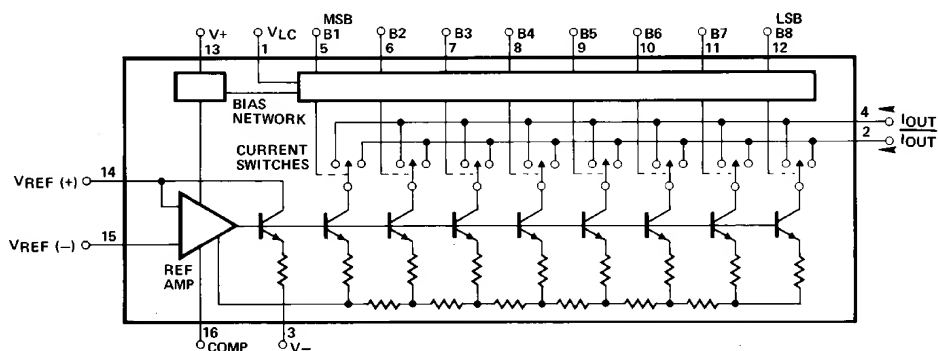 MSB LSB
V+ VLC B1 B2 B3 B4 B5 B6 B7 B8
13 1 5 6 7 8 9 10 11 12
BIAS
NETWORK
4 IOUT
2 IOUT
CURRENT
SWITCHES
VREF (+) 14
VREF (–) 15
REF
AMP
16 3
COMP V–